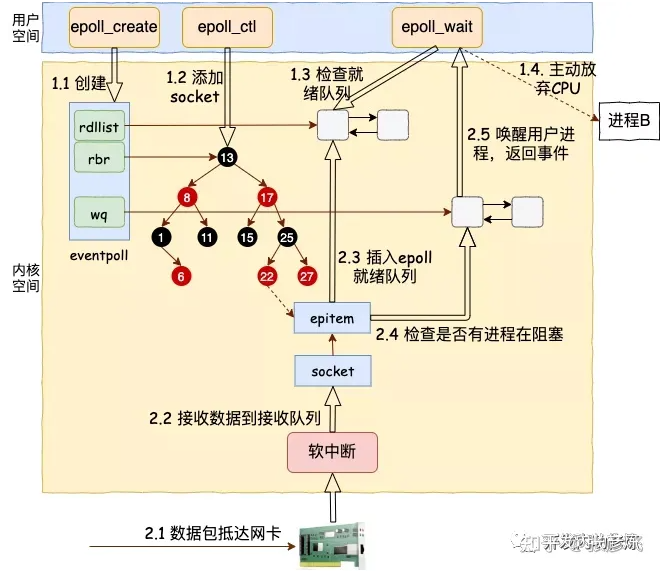 用户
空间
epoll_create
epoll_ctl
epoll_wait
1.1 创建
1.2 添加
socket
1.3 检查就
绪队列
1.4. 主动放
弃CPU
进程B
rdllist
rbr
wq
eventpoll
13
8
17
1
11
15
25
6
22
27
2.5 唤醒用户进
程，返回事件
内核
空间
2.3 插入epoll
就绪队列
epitem
2.4 检查是否有进程在阻塞
socket
2.2 接收数据到接收队列
软中断
2.1 数据包抵达网卡